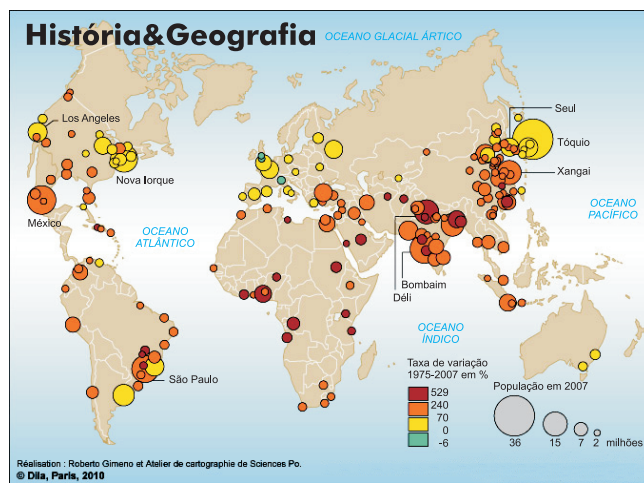 História&Geografia
OCEANO GLACIAL ÁRTICO
Los Angeles
Nova Iorque
México
OCEANO
ATLÂNTICO
São Paulo
Seul
Tóquio
Xangai
OCEANO
PACÍFICO
Bombaim
Déli
OCEANO
ÍNDICO
Taxa de variação
1975-2007 em %
529
240
70
0
-6
População em 2007
36 15 7 2 milhões
Réalisation : Roberto Gimeno et Atelier de cartographie de Sciences Po.
© Dila, Paris, 2010